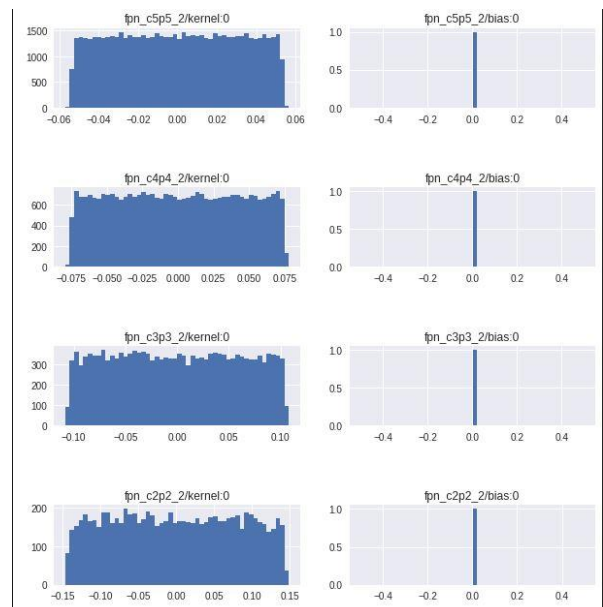 fpn_c5p5_2/kernel:0 fpn_c5p5_2/bias:0
1500
1000
500
0
−0.06 −0.04 −0.02 0.00 0.02 0.04 0.06
1.0
0.5
0.0
−0.4 −0.2 0.0 0.2 0.4
fpn_c4p4_2/kernel:0 fpn_c4p4_2/bias:0
600
400
200
0
−0.075 −0.050 −0.025 0.000 0.025 0.050 0.075
1.0
0.5
0.0
−0.4 −0.2 0.0 0.2 0.4
fpn_c3p3_2/kernel:0 fpn_c3p3_2/bias:0
300
200
100
0
−0.10 −0.05 0.00 0.05 0.10
1.0
0.5
0.0
−0.4 −0.2 0.0 0.2 0.4
fpn_c2p2_2/kernel:0 fpn_c2p2_2/bias:0
200
100
0
−0.15 −0.10 −0.05 0.00 0.05 0.10 0.15
1.0
0.5
0.0
−0.4 −0.2 0.0 0.2 0.4